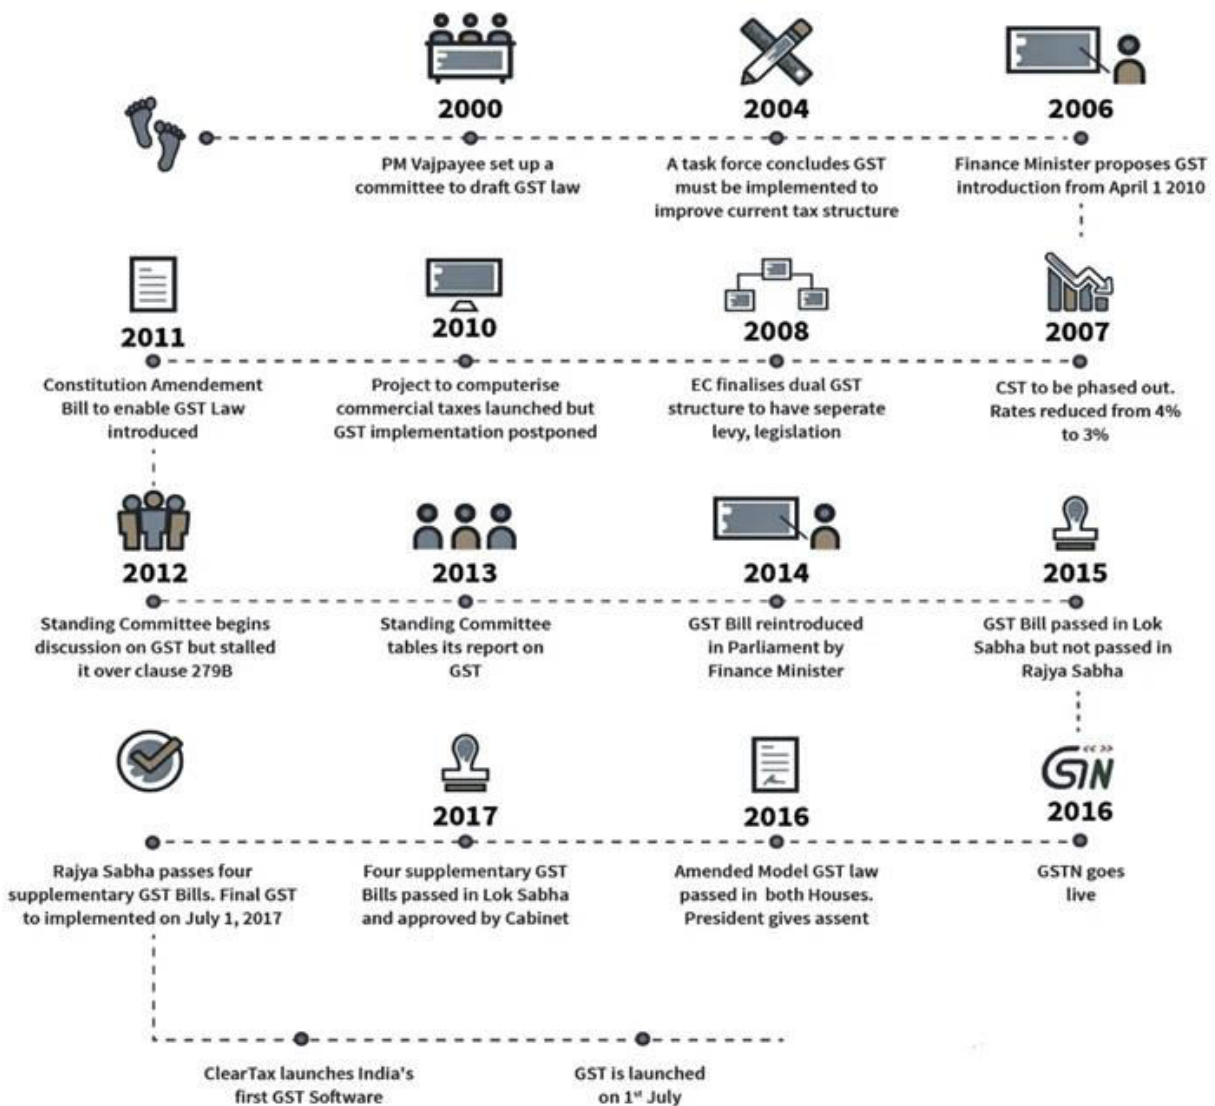 2000
PM Vajpayee set up a
committee to draft GST law
2004
A task force concludes GST
must be implemented to
improve current tax structure
2006
Finance Minister proposes GST
introduction from April 1 2010
2007
CST to be phased out.
Rates reduced from 4%
to 3%
2008
EC finalises dual GST
structure to have seperate
levy, legislation
2010
Project to computerise
commercial taxes launched but
GST implementation postponed
2011
Constitution Amendement
Bill to enable GST Law
introduced
2012
Standing Committee begins
discussion on GST but stalled
it over clause 279B
2013
Standing Committee
tables its report on
GST
2014
GST Bill reintroduced
in Parliament by
Finance Minister
2015
GST Bill passed in Lok
Sabha but not passed in
Rajya Sabha
GSTN
2016
GSTN goes
live
2016
Amended Model GST law
passed in both Houses.
President gives assent
2017
Four supplementary GST
Bills passed in Lok Sabha
and approved by Cabinet
Rajya Sabha passes four
supplementary GST Bills. Final GST
to implemented on July 1, 2017
ClearTax launches India's
first GST Software
GST is launched
on 1st July